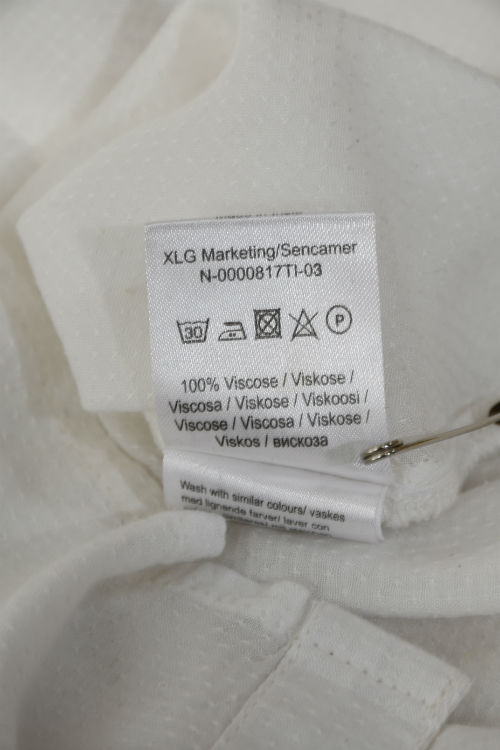 XLG Marketing/Sencamer
N-0000817TI-03
30
P
100% Viscose / Viskose /
Viscosa / Viskose / Viskoosi /
Viscose / Viscosa / Viskose /
Viskos / вискоза
Wash with similar colours/ vaskes
med lignende farver/ laver con